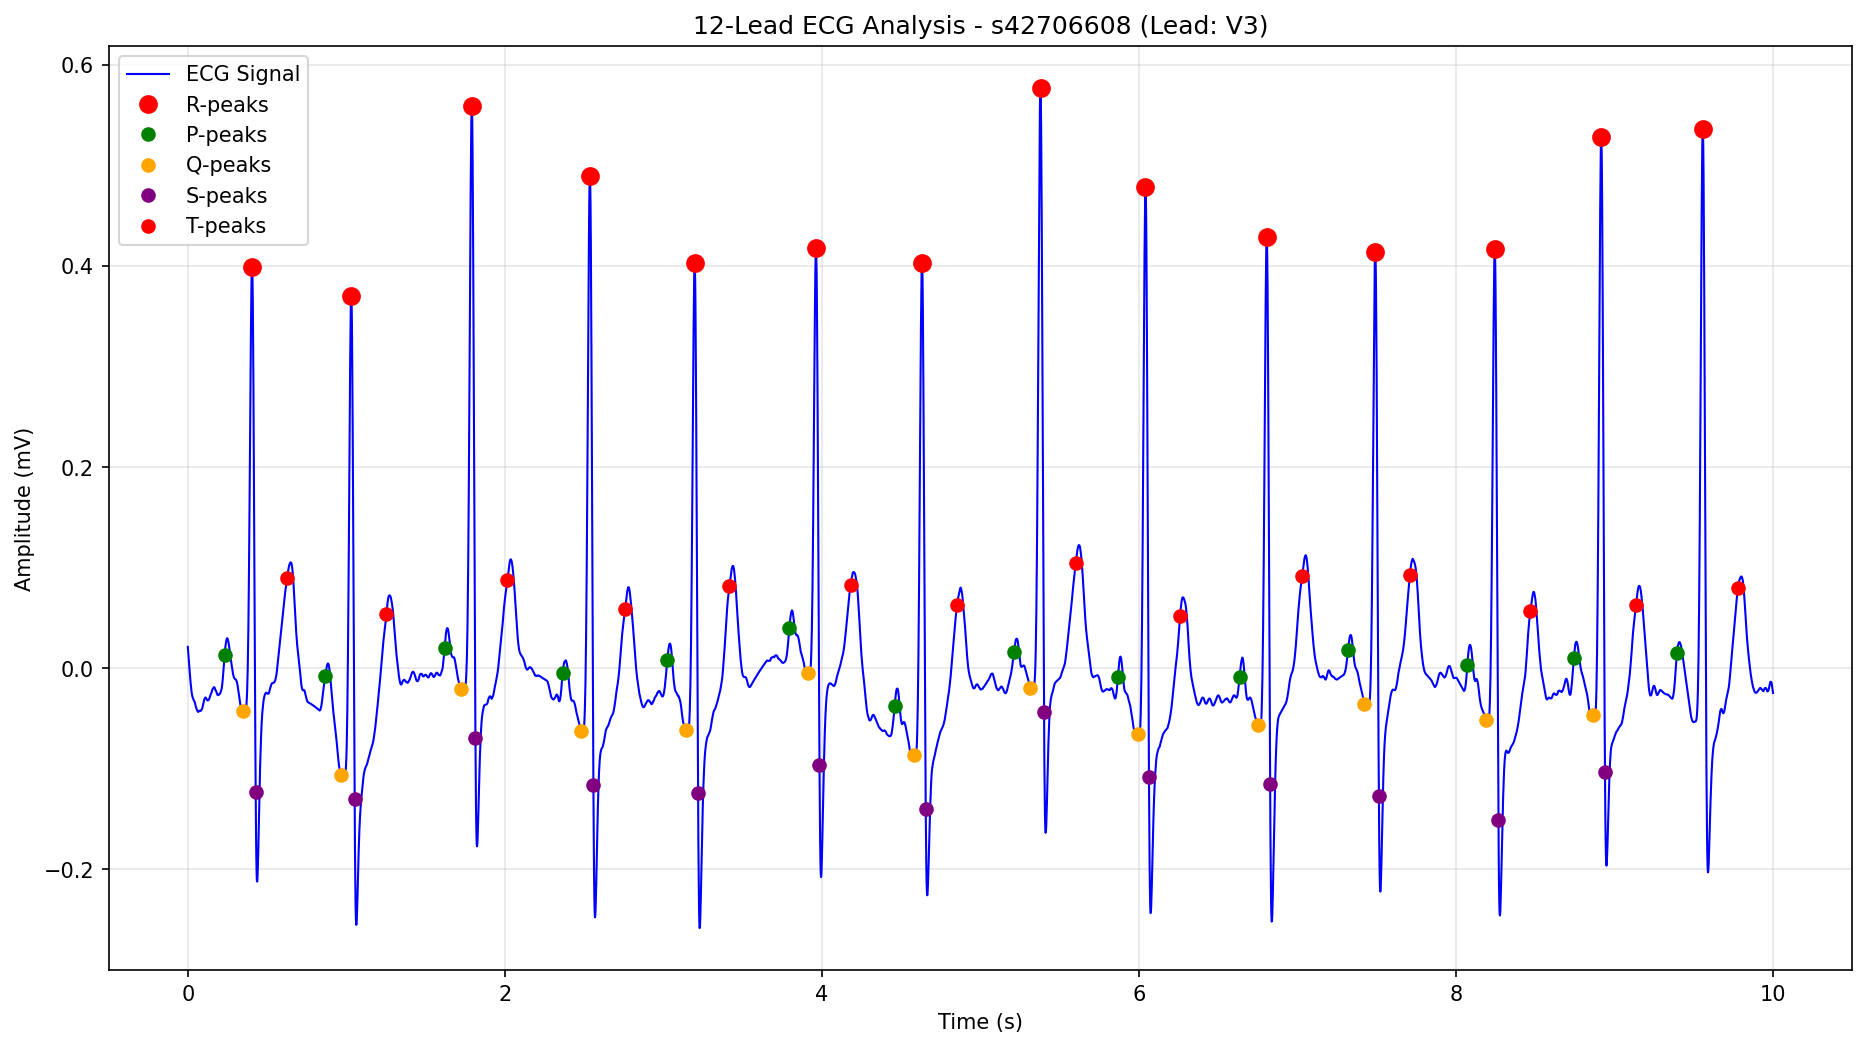 12-Lead ECG Analysis - s42706608 (Lead: V3)
ECG Signal
R-peaks
P-peaks
Q-peaks
S-peaks
T-peaks
Amplitude (mV)
0.6
0.4
0.2
0.0
−0.2
0 2 4 6 8 10
Time (s)